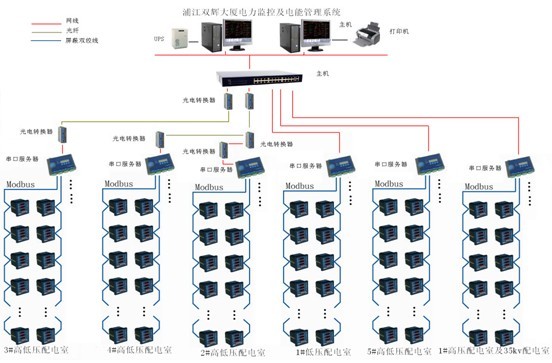 浦江双辉大厦电力监控及电能管理系统
网线
光纤
屏蔽双绞线
UPS
主机
打印机
主机
光电转换器
光电转换器
光电转换器
光电转换器
串口服务器
串口服务器
串口服务器
串口服务器
串口服务器
串口服务器
Modbus
Modbus
Modbus
Modbus
Modbus
Modbus
3#高低压配电室
4#高低压配电室
2#高低压配电室
1#低压配电室
5#高低压配电室
1#高压配电室及35kv配电室